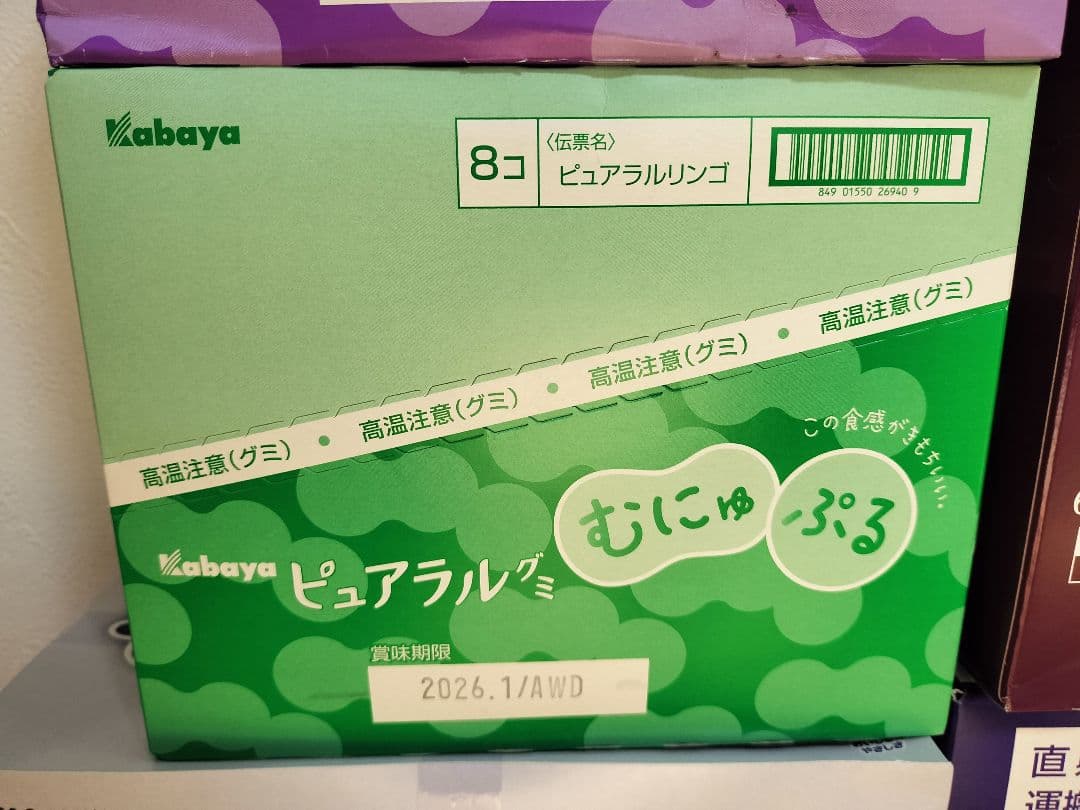 Kabaya
8コ
〈伝票名〉
ピュアラルリンゴ
849 01550 26940 9
高温注意(グミ) • 高温注意(グミ) • 高温注意(グミ) • 高温注意(グミ)
この食感がきもちいい。
むにゅ ぷる
Kabaya ピュアラルグミ
賞味期限
2026.1/AWD
直
運搬